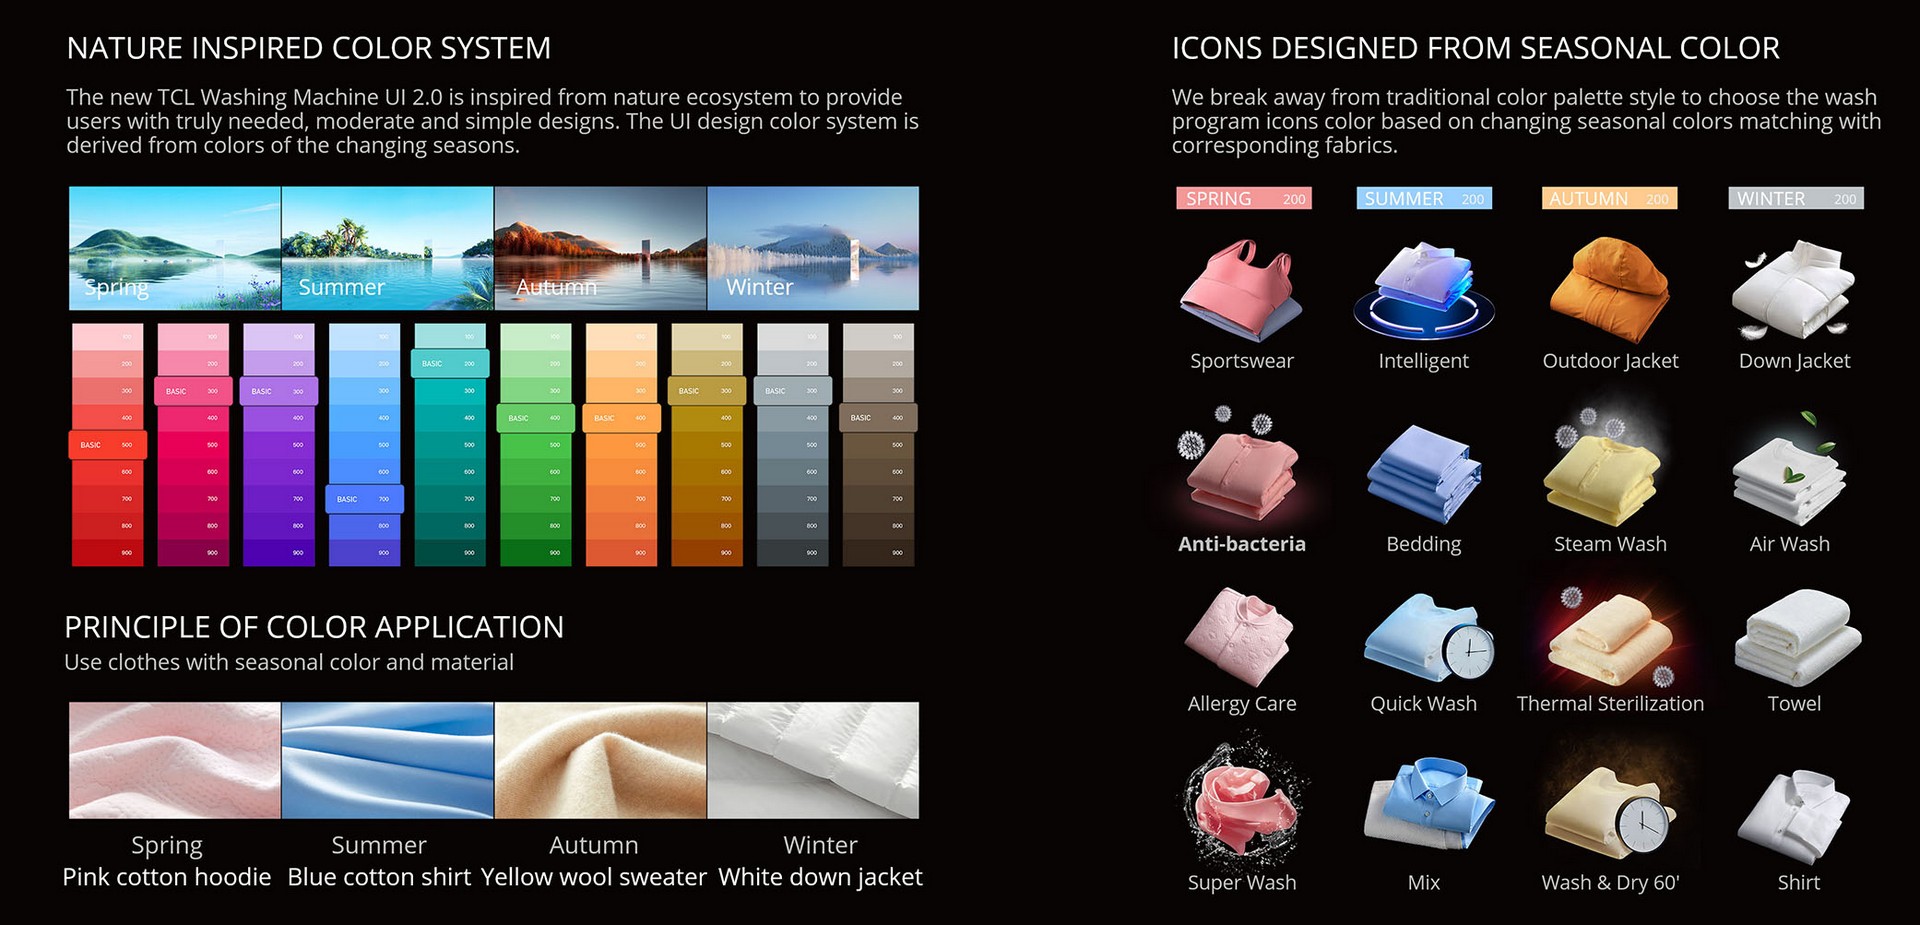 NATURE INSPIRED COLOR SYSTEM
The new TCL Washing Machine UI 2.0 is inspired from nature ecosystem to provide
users with truly needed, moderate and simple designs. The UI design color system is
derived from colors of the changing seasons.
Spring Summer Autumn Winter
100 100 100 100 100 100 100 100 100 100
200 200 200 200 BASIC 200 200 200 200 200 200
300 BASIC 300 BASIC 300 300 300 300 300 BASIC 300 BASIC 300 300
400 400 400 400 400 BASIC 400 BASIC 400 400 400 BASIC 400
BASIC 500 500 500 500 500 500 500 500 500 500
600 600 600 600 600 600 600 600 600 600
700 700 700 BASIC 700 700 700 700 700 700 700
800 800 800 800 800 800 800 800 800 800
900 900 900 900 900 900 900 900 900 900
PRINCIPLE OF COLOR APPLICATION
Use clothes with seasonal color and material
Spring Summer Autumn Winter
Pink cotton hoodie Blue cotton shirt Yellow wool sweater White down jacket
ICONS DESIGNED FROM SEASONAL COLOR
We break away from traditional color palette style to choose the wash
program icons color based on changing seasonal colors matching with
corresponding fabrics.
SPRING 200 SUMMER 200 AUTUMN 200 WINTER 200
Sportswear Intelligent Outdoor Jacket Down Jacket
Anti-bacteria Bedding Steam Wash Air Wash
Allergy Care Quick Wash Thermal Sterilization Towel
Super Wash Mix Wash & Dry 60' Shirt